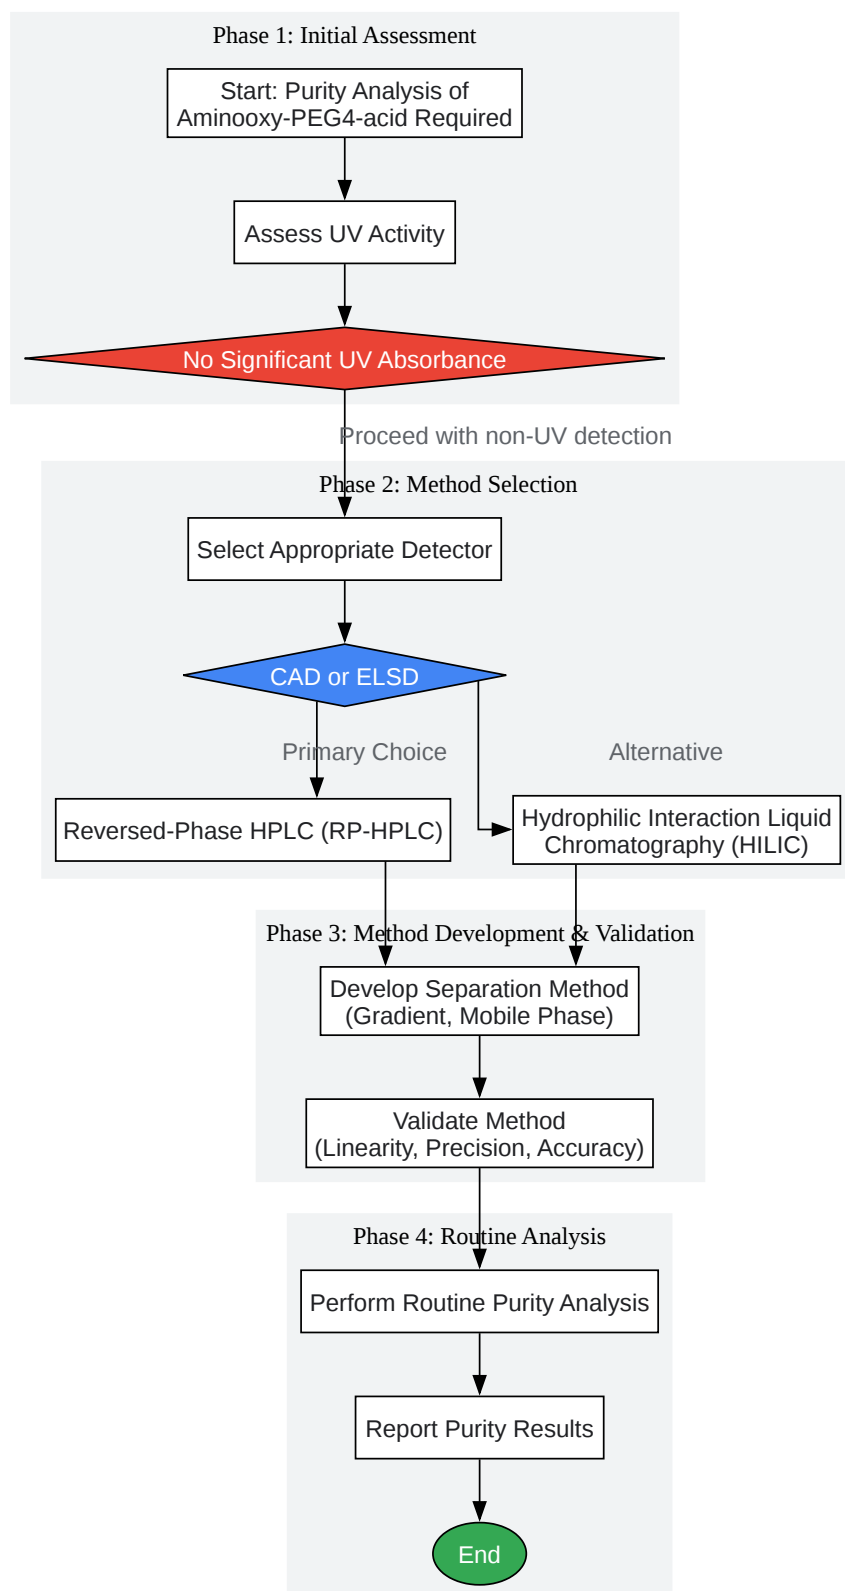 Phase 1: Initial Assessment
Start: Purity Analysis of
Aminooxy-PEG4-acid Required
Assess UV Activity
No Significant UV Absorbance
Proceed with non-UV detection
Phase 2: Method Selection
Select Appropriate Detector
CAD or ELSD
Primary Choice
Alternative
Reversed-Phase HPLC (RP-HPLC)
Hydrophilic Interaction Liquid
Chromatography (HILIC)
Phase 3: Method Development & Validation
Develop Separation Method
(Gradient, Mobile Phase)
Validate Method
(Linearity, Precision, Accuracy)
Phase 4: Routine Analysis
Perform Routine Purity Analysis
Report Purity Results
End